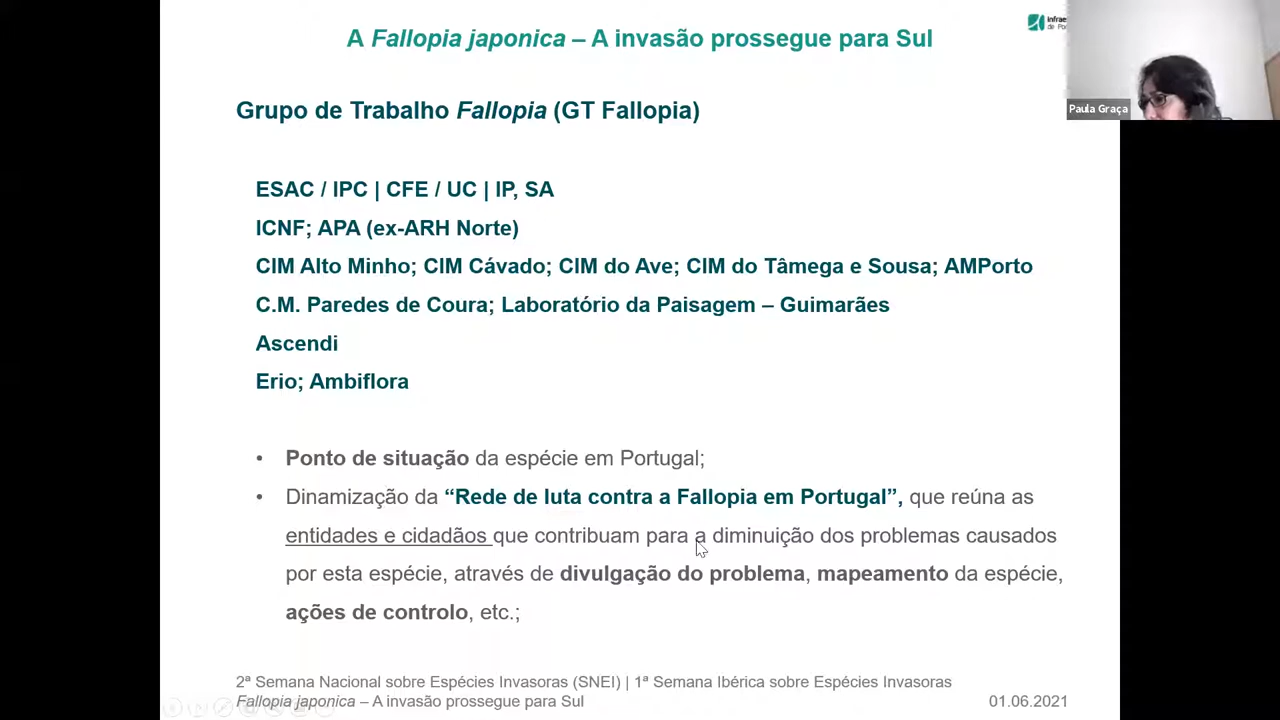 A Fallopia japonica – A invasão prossegue para Sul
infrae
de Po
Paula Graça
Grupo de Trabalho Fallopia (GT Fallopia)
ESAC / IPC | CFE / UC | IP, SA
ICNF; APA (ex-ARH Norte)
CIM Alto Minho; CIM Cávado; CIM do Ave; CIM do Tâmega e Sousa; AMPorto
C.M. Paredes de Coura; Laboratório da Paisagem – Guimarães
Ascendi
Erio; Ambiflora
• Ponto de situação da espécie em Portugal;
• Dinamização da “Rede de luta contra a Fallopia em Portugal”, que reúna as
entidades e cidadãos que contribuam para a diminuição dos problemas causados
por esta espécie, através de divulgação do problema, mapeamento da espécie,
ações de controlo, etc.;
2ª Semana Nacional sobre Espécies Invasoras (SNEI) | 1ª Semana Ibérica sobre Espécies Invasoras
Fallopia japonica – A invasão prossegue para Sul
01.06.2021